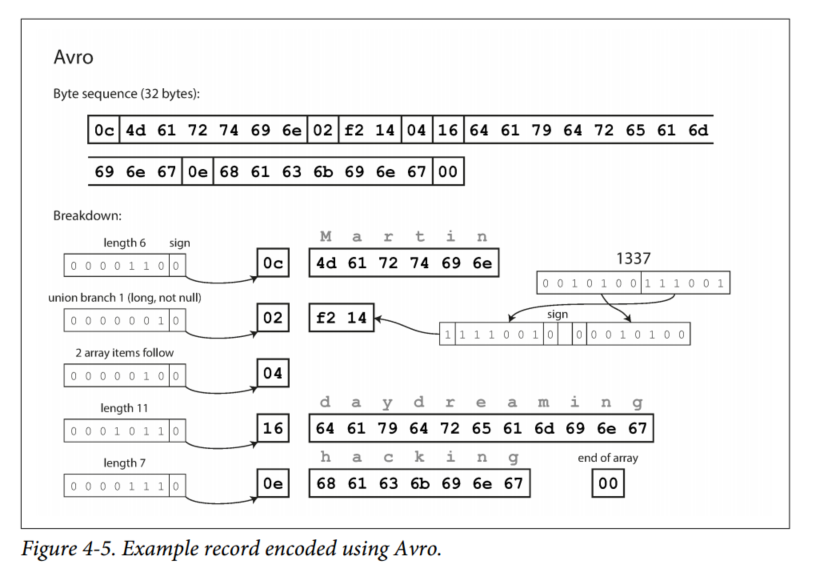 Avro
Byte sequence (32 bytes):
0c 4d 61 72 74 69 6e 02 f2 14 04 16 64 61 79 64 72 65 61 6d
69 6e 67 0e 68 61 63 6b 69 6e 67 00
Breakdown:
length 6 sign
0 0 0 0 1 1 0 0
0c
M a r t i n
4d 61 72 74 69 6e
1337
0 0 1 0 1 0 0 1 1 1 0 0 1
union branch 1 (long, not null)
0 0 0 0 0 0 1 0
02
f2 14
sign
1 1 1 1 0 0 1 0 0 0 0 1 0 1 0 0
2 array items follow
0 0 0 0 0 1 0 0
04
length 11
0 0 0 1 0 1 1 0
16
d a y d r e a m i n g
64 61 79 64 72 65 61 6d 69 6e 67
length 7
0 0 0 0 1 1 1 0
0e
h a c k i n g
68 61 63 6b 69 6e 67
end of array
00
Figure 4-5. Example record encoded using Avro.